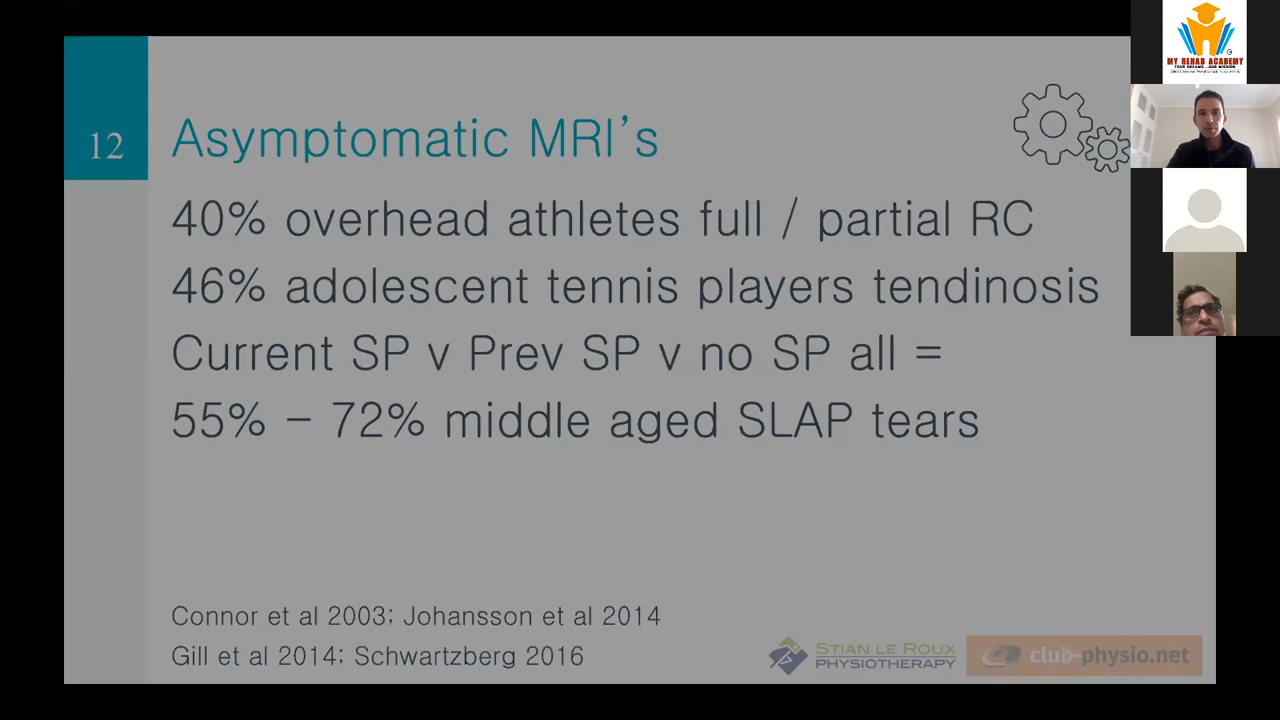 12
Asymptomatic MRI's
40% overhead athletes full / partial RC
46% adolescent tennis players tendinosis
Current SP v Prev SP v no SP all =
55% - 72% middle aged SLAP tears
Connor et al 2003; Johansson et al 2014
Gill et al 2014; Schwartzberg 2016
STIAN LE ROUX
PHYSIOTHERAPY
club-physio.net
MY REHAB ACADEMY